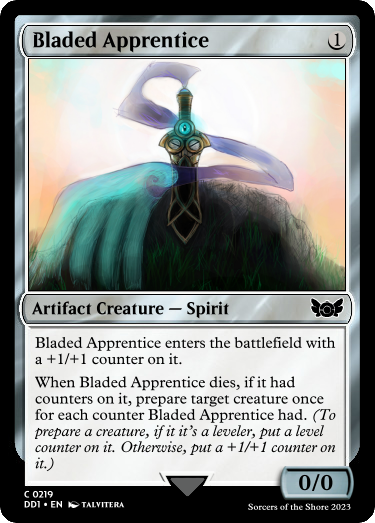 Bladed Apprentice 1
Artifact Creature — Spirit
Bladed Apprentice enters the battlefield with
a +1/+1 counter on it.
When Bladed Apprentice dies, if it had
counters on it, prepare target creature once
for each counter Bladed Apprentice had. (To
prepare a creature, if it it's a leveler, put a level
counter on it. Otherwise, put a +1/+1 counter on
it.)
0/0
C 0219
DD1 • EN TALVITERA
Sorcers of the Shore 2023